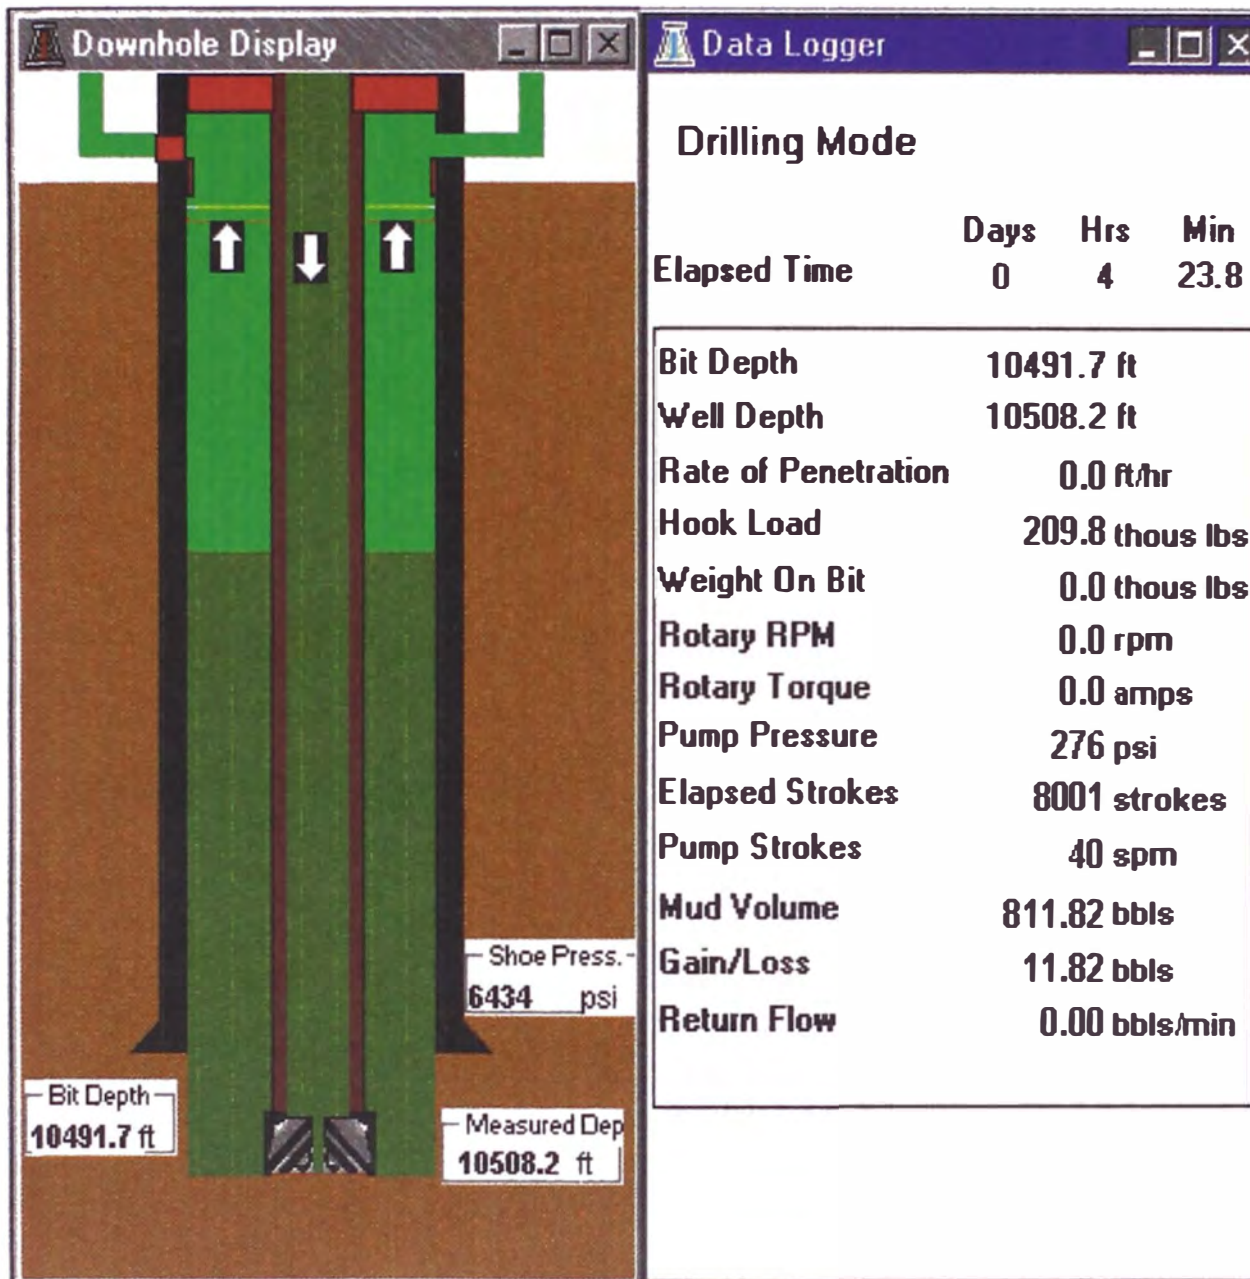 Downhole Display
Shoe Press.
6434 psi
Bit Depth
10491.7 ft
Measured Dep
10508.2 ft
Data Logger
Drilling Mode
Days Hrs Min
Elapsed Time 0 4 23.8
Bit Depth 10491.7 ft
Well Depth 10508.2 ft
Rate of Penetration 0.0 ft/hr
Hook Load 209.8 thous lbs
Weight On Bit 0.0 thous lbs
Rotary RPM 0.0 rpm
Rotary Torque 0.0 amps
Pump Pressure 276 psi
Elapsed Strokes 8001 strokes
Pump Strokes 40 spm
Mud Volume 811.82 bbls
Gain/Loss 11.82 bbls
Return Flow 0.00 bbls/min